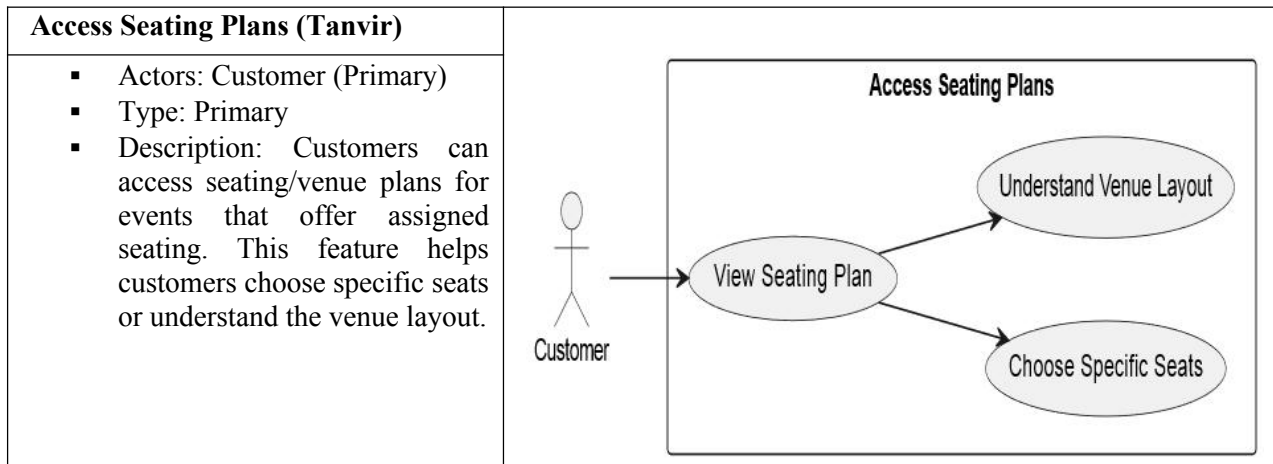 Access Seating Plans (Tanvir)
▪ Actors: Customer (Primary)
▪ Type: Primary
▪ Description: Customers can
access seating/venue plans for
events that offer assigned
seating. This feature helps
customers choose specific seats
or understand the venue layout.
Access Seating Plans
Understand Venue Layout
View Seating Plan
Customer
Choose Specific Seats